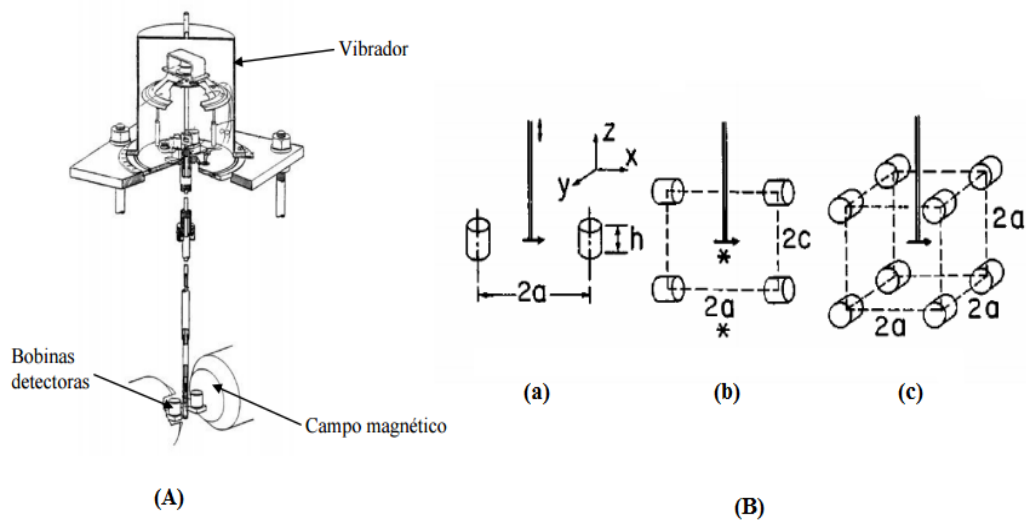 Vibrador
Bobinas
detectoras
Campo magnético
(A)
z
x
y
h
2a
(a)
*
2c
2a
*
(b)
2a
2a
2a
(c)
(B)